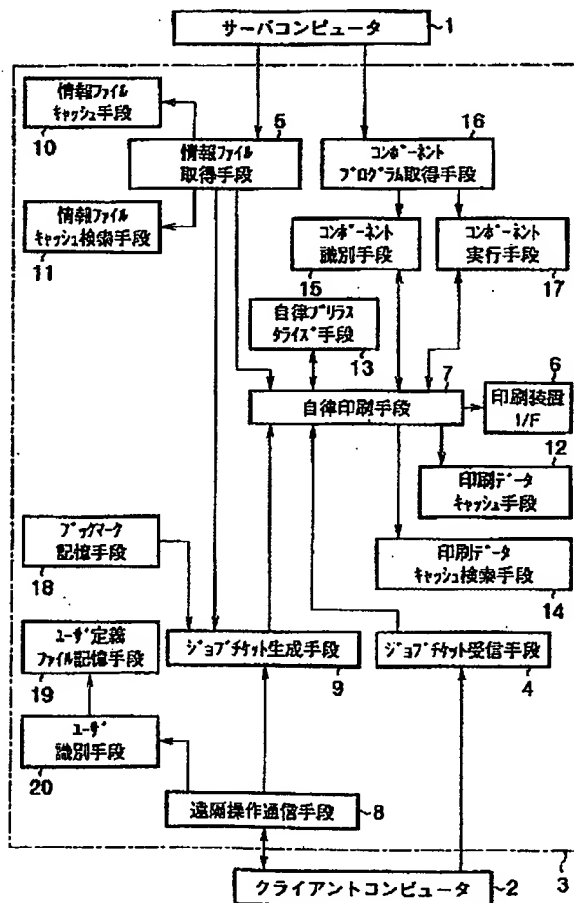 サーバコンピュータ
1
情報ファイル
キャッシュ手段
10
5
情報ファイル
取得手段
16
コンポーネント
プログラム取得手段
情報ファイル
キャッシュ検索手段
11
コンポーネント
識別手段
15
コンポーネント
実行手段
17
自律プリラス
タライズ手段
13
7
自律印刷手段
6
印刷装置
I/F
12
印刷データ
キャッシュ手段
ブックマーク
記憶手段
18
印刷データ
キャッシュ検索手段
14
ユーザ定義
ファイル記憶手段
19
ジョブチケット生成手段
9
ジョブチケット受信手段
4
ユーザ
識別手段
20
遠隔操作通信手段
8
3
クライアントコンピュータ
2